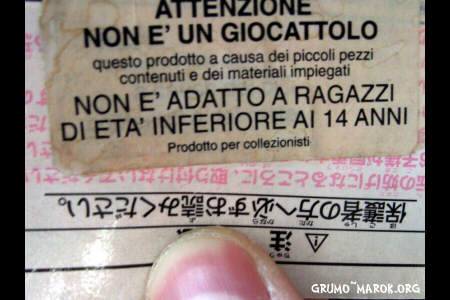 ATTENZIONE
NON E' UN GIOCATTOLO
questo prodotto a causa dei piccoli pezzi
contenuti e dei materiali impiegati
NON E' ADATTO A RAGAZZI
DI ETA' INFERIORE AI 14 ANNI
Prodotto per collezionisti
保護者の方へ必ずお読みください。
注
GRUMO~MAROK.ORG